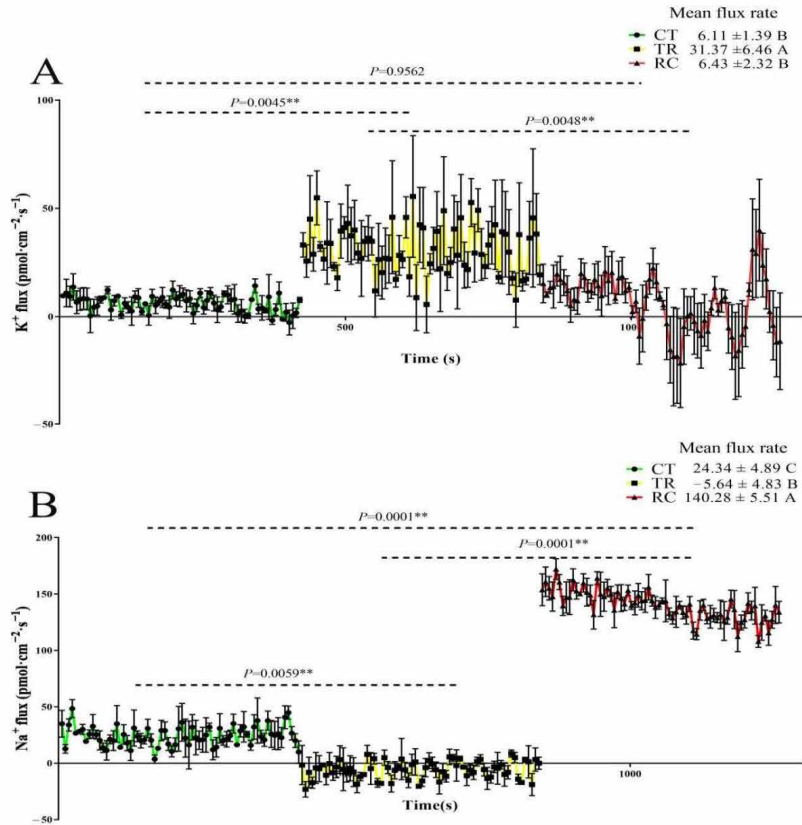 Mean flux rate
CT 6.11 ±1.39 B
TR 31.37 ±6.46 A
RC 6.43 ±2.32 B
A
P=0.9562
P=0.0045**
P=0.0048**
100
50
0
−50
500
100
K⁺ flux (pmol·cm⁻²·s⁻¹)
Time (s)
Mean flux rate
CT 24.34 ± 4.89 C
TR −5.64 ± 4.83 B
RC 140.28 ± 5.51 A
B
P=0.0001**
P=0.0001**
P=0.0059**
200
150
100
50
0
−50
1000
Na⁺ flux (pmol·cm⁻²·s⁻¹)
Time(s)